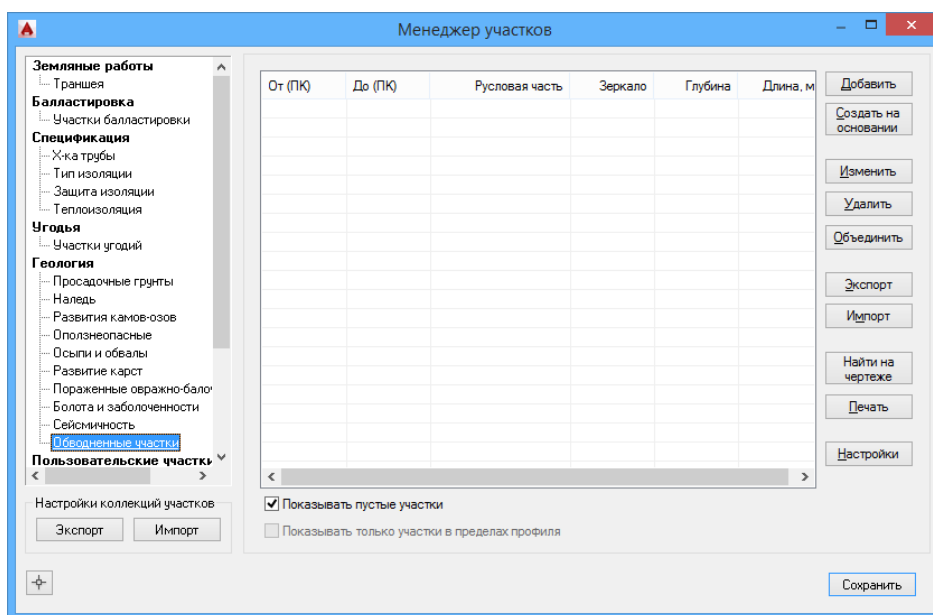 Менеджер участков
Земляные работы
Траншея
Балластировка
Участки балластировки
Спецификация
Х-ка трубы
Тип изоляции
Защита изоляции
Теплоизоляция
Угодья
Участки угодий
Геология
Просадочные грунты
Наледь
Развития камов-озов
Оползнеопасные
Осыпи и обвалы
Развитие карст
Пораженные овражно-балоч
Болота и заболоченности
Сейсмичность
Обводненные участки
Пользовательские участки
Настройки коллекций участков
Экспорт Импорт
От (ПК) До (ПК) Русловая часть Зеркало Глубина Длина, м
Показывать пустые участки
Показывать только участки в пределах профиля
Добавить
Создать на
основании
Изменить
Удалить
Объединить
Экспорт
Импорт
Найти на
чертеже
Печать
Настройки
Сохранить